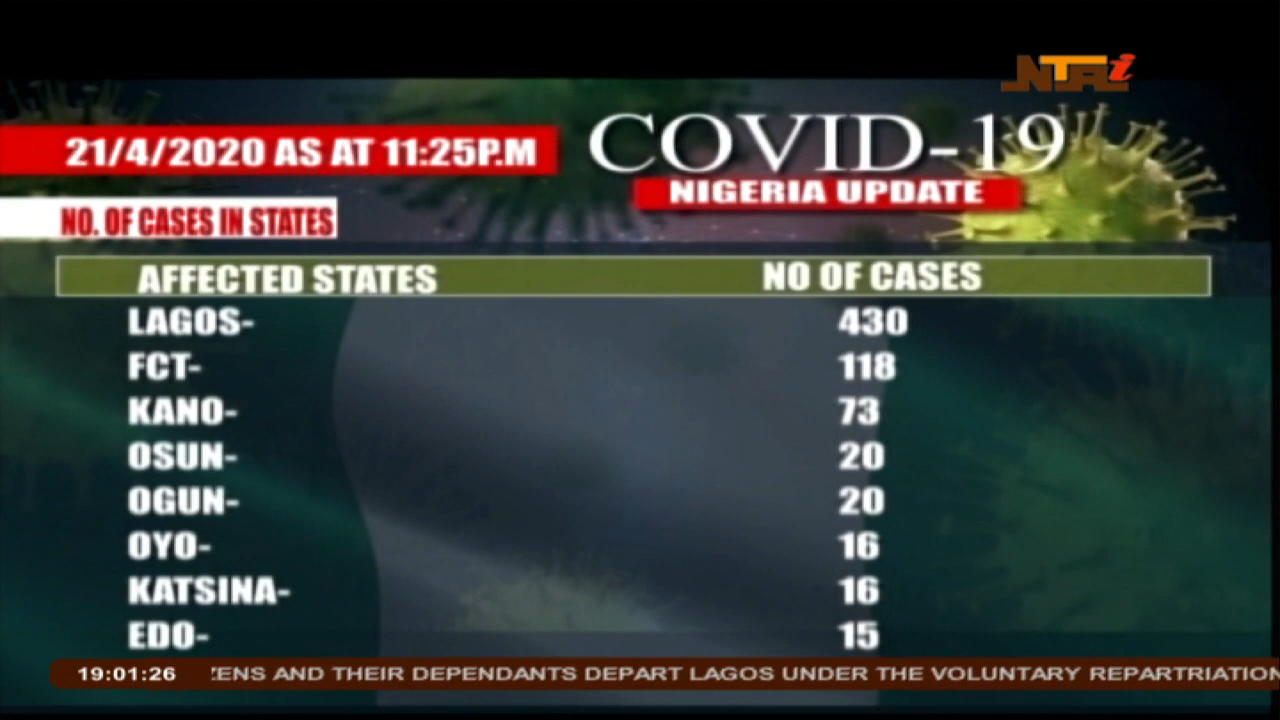 NTAi
21/4/2020 AS AT 11:25P.M
COVID-19
NIGERIA UPDATE
NO. OF CASES IN STATES
AFFECTED STATES NO OF CASES
LAGOS- 430
FCT- 118
KANO- 73
OSUN- 20
OGUN- 20
OYO- 16
KATSINA- 16
EDO- 15
19:01:26 ZENS AND THEIR DEPENDANTS DEPART LAGOS UNDER THE VOLUNTARY REPARTRIATION